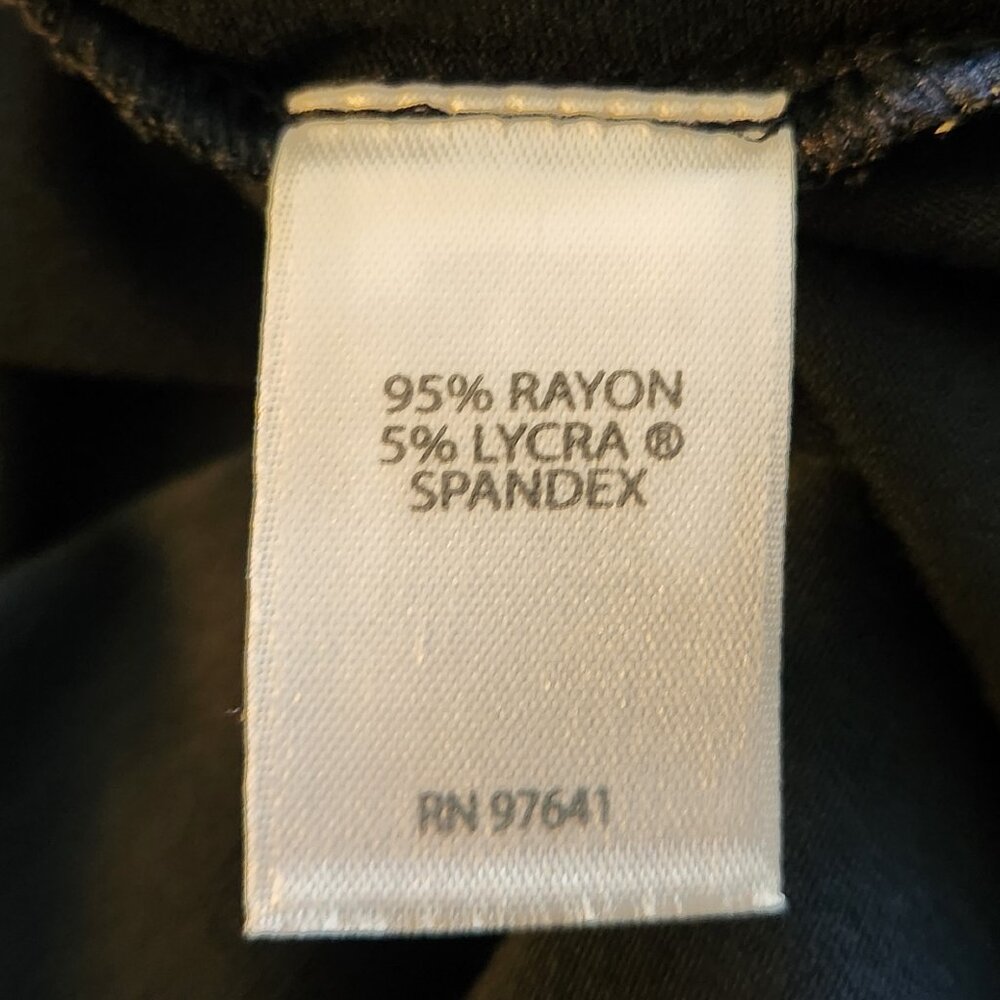 95% RAYON
5% LYCRA ®
SPANDEX
RN 97641